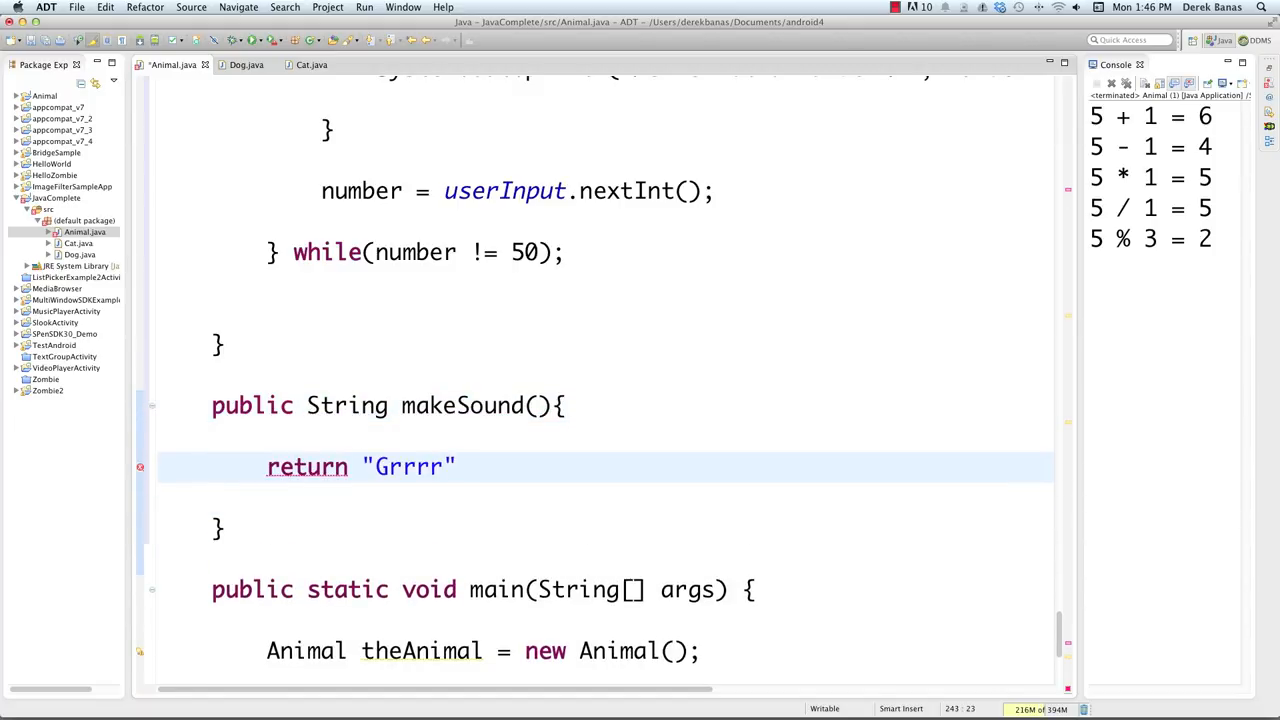 ADT File Edit Refactor Source Navigate Search Project Run Window Help 10 Mon 1:46 PM Derek Banas
Java - JavaComplete/src/Animal.java - ADT - /Users/derekbanas/Documents/android4
Quick Access Java DDMS
Package Exp *Animal.java Dog.java Cat.java Console
<terminated> Animal (1) [Java Application] /S
Animal
appcompat_v7
appcompat_v7_2
appcompat_v7_3
appcompat_v7_4
BridgeSample
HelloWorld
HelloZombie
ImageFilterSampleApp
JavaComplete
src
(default package)
Animal.java
Cat.java
Dog.java
JRE System Library [Ja
ListPickerExample2Activi
MediaBrowser
MultiWindowSDKExample
MusicPlayerActivity
SlookActivity
SPenSDK30_Demo
TestAndroid
TextGroupActivity
VideoPlayerActivity
Zombie
Zombie2
}
number = userInput.nextInt();
} while(number != 50);
}
public String makeSound(){
return "Grrrr"
}
public static void main(String[] args) {
Animal theAnimal = new Animal();
5 + 1 = 6
5 - 1 = 4
5 * 1 = 5
5 / 1 = 5
5 % 3 = 2
Writable Smart Insert 243 : 23 216M of 394M